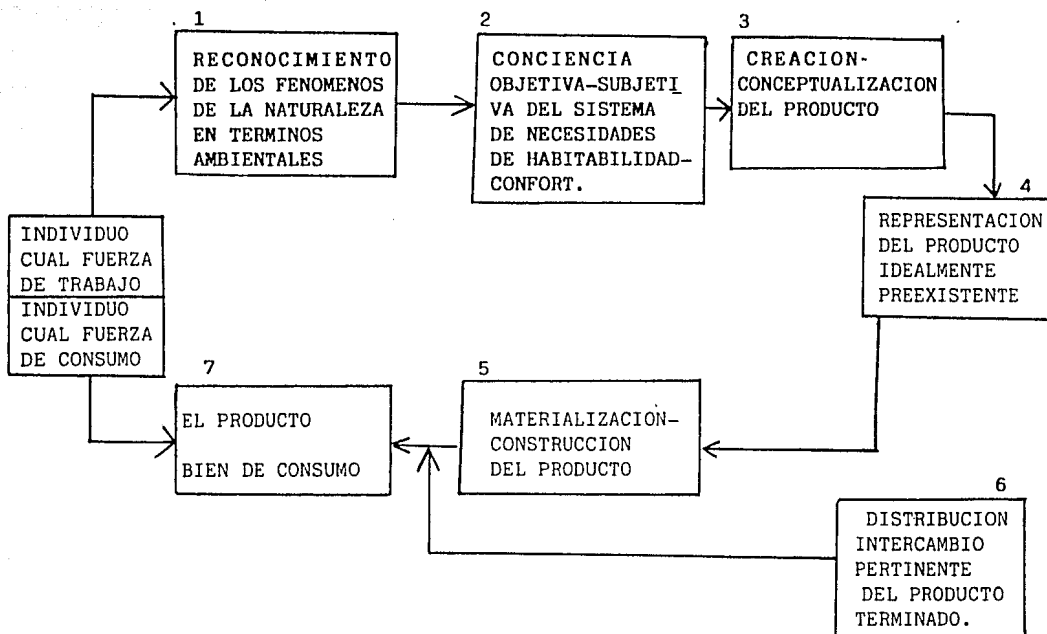 1
RECONOCIMIENTO
DE LOS FENOMENOS
DE LA NATURALEZA
EN TERMINOS
AMBIENTALES
2
CONCIENCIA
OBJETIVA-SUBJETI
VA DEL SISTEMA
DE NECESIDADES
DE HABITABILIDAD-
CONFORT.
3
CREACION-
CONCEPTUALIZACION
DEL PRODUCTO
4
REPRESENTACION
DEL PRODUCTO
IDEALMENTE
PREEXISTENTE
INDIVIDUO
CUAL FUERZA
DE TRABAJO
INDIVIDUO
CUAL FUERZA
DE CONSUMO
7
EL PRODUCTO
BIEN DE CONSUMO
5
MATERIALIZACION-
CONSTRUCCION
DEL PRODUCTO
6
DISTRIBUCION
INTERCAMBIO
PERTINENTE
DEL PRODUCTO
TERMINADO.